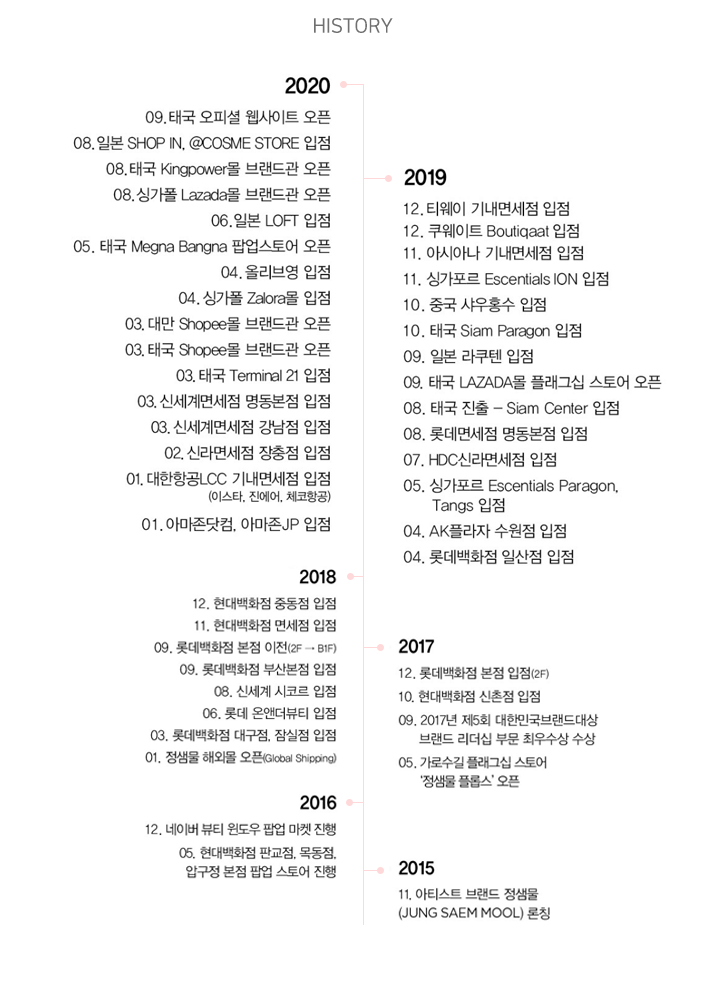 HISTORY
2020
09. 태국 오피셜 웹사이트 오픈
08. 일본 SHOP IN, @COSME STORE 입점
08. 태국 Kingpower몰 브랜드관 오픈
08. 싱가폴 Lazada몰 브랜드관 오픈
06. 일본 LOFT 입점
05. 태국 Megna Bangna 팝업스토어 오픈
04. 올리브영 입점
04. 싱가폴 Zalora몰 입점
03. 대만 Shopee몰 브랜드관 오픈
03. 태국 Shopee몰 브랜드관 오픈
03. 태국 Terminal 21 입점
03. 신세계면세점 명동본점 입점
03. 신세계면세점 강남점 입점
02. 신라면세점 장충점 입점
01. 대한항공LCC 기내면세점 입점
(이스타, 진에어, 체코항공)
01. 아마존닷컴, 아마존JP 입점
2019
12. 티웨이 기내면세점 입점
12. 쿠웨이트 Boutiqaat 입점
11. 아시아나 기내면세점 입점
11. 싱가포르 Escentials ION 입점
10. 중국 샤우홍수 입점
10. 태국 Siam Paragon 입점
09. 일본 라쿠텐 입점
09. 태국 LAZADA몰 플래그십 스토어 오픈
08. 태국 진출 – Siam Center 입점
08. 롯데면세점 명동본점 입점
07. HDC신라면세점 입점
05. 싱가포르 Escentials Paragon,
Tangs 입점
04. AK플라자 수원점 입점
04. 롯데백화점 일산점 입점
2018
12. 현대백화점 중동점 입점
11. 현대백화점 면세점 입점
09. 롯데백화점 본점 이전(2F → B1F)
09. 롯데백화점 부산본점 입점
08. 신세계 시코르 입점
06. 롯데 온앤더뷰티 입점
03. 롯데백화점 대구점, 잠실점 입점
01. 정샘물 해외몰 오픈(Global Shipping)
2017
12. 롯데백화점 본점 입점(2F)
10. 현대백화점 신촌점 입점
09. 2017년 제5회 대한민국브랜드대상
브랜드 리더십 부문 최우수상 수상
05. 가로수길 플래그십 스토어
'정샘물 플롭스' 오픈
2016
12. 네이버 뷰티 윈도우 팝업 마켓 진행
05. 현대백화점 판교점, 목동점,
압구정 본점 팝업 스토어 진행
2015
11. 아티스트 브랜드 정샘물
(JUNG SAEM MOOL) 론칭